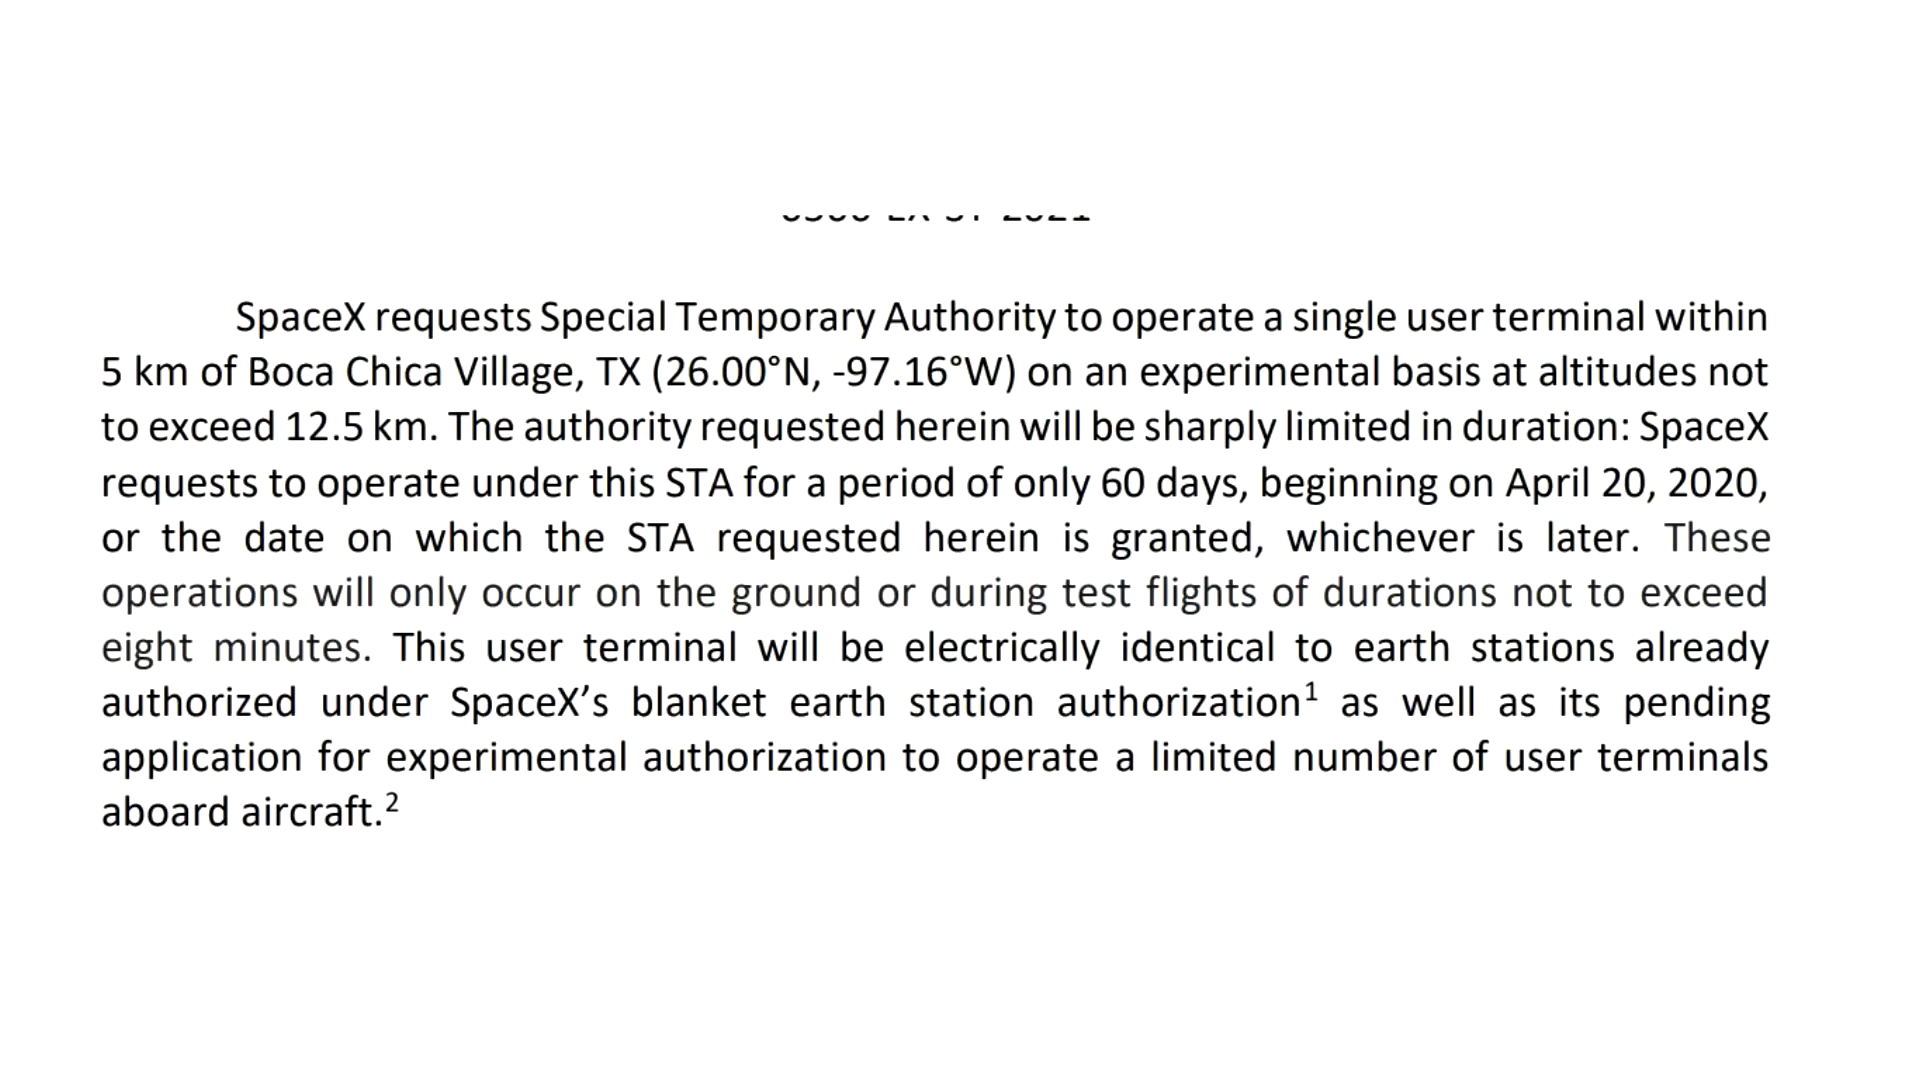 SpaceX requests Special Temporary Authority to operate a single user terminal within
5 km of Boca Chica Village, TX (26.00°N, -97.16°W) on an experimental basis at altitudes not
to exceed 12.5 km. The authority requested herein will be sharply limited in duration: SpaceX
requests to operate under this STA for a period of only 60 days, beginning on April 20, 2020,
or the date on which the STA requested herein is granted, whichever is later. These
operations will only occur on the ground or during test flights of durations not to exceed
eight minutes. This user terminal will be electrically identical to earth stations already
authorized under SpaceX’s blanket earth station authorization¹ as well as its pending
application for experimental authorization to operate a limited number of user terminals
aboard aircraft.²